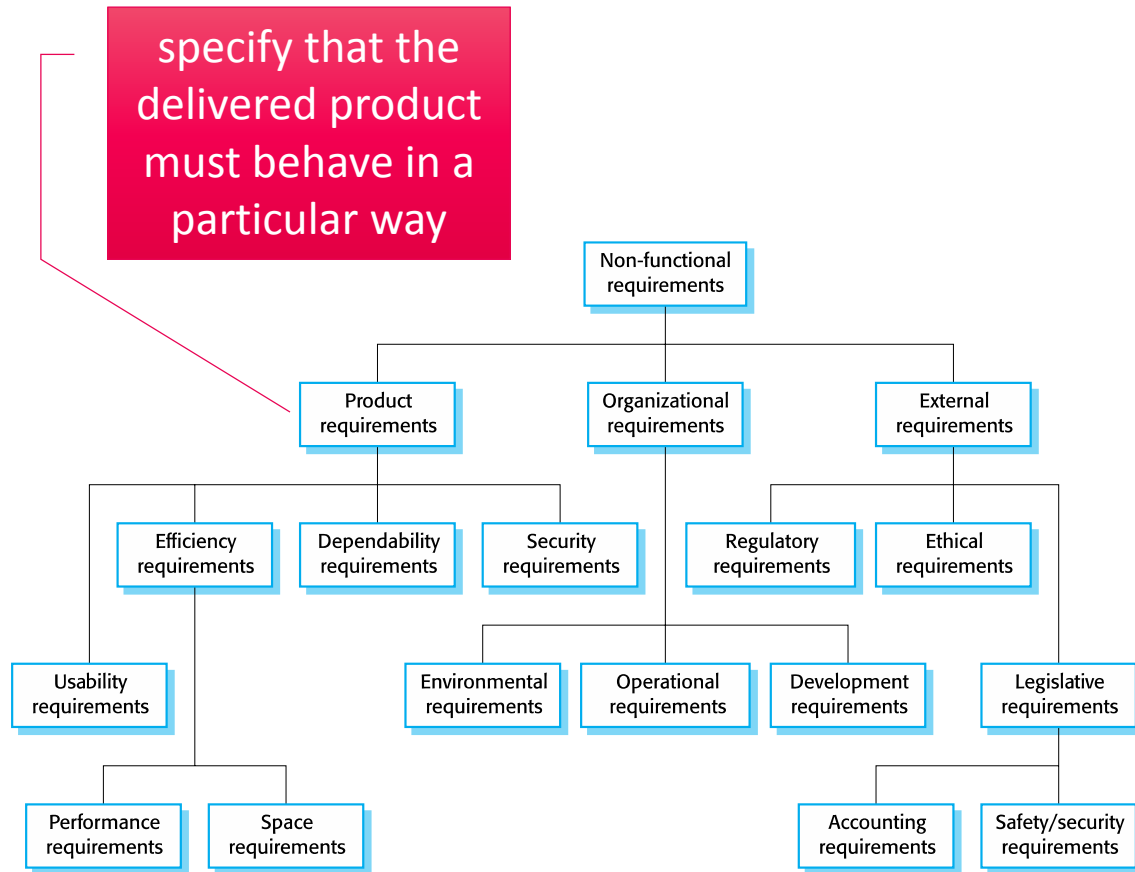 specify that the
delivered product
must behave in a
particular way
Non-functional
requirements
Product
requirements
Organizational
requirements
External
requirements
Efficiency
requirements
Dependability
requirements
Security
requirements
Regulatory
requirements
Ethical
requirements
Usability
requirements
Environmental
requirements
Operational
requirements
Development
requirements
Legislative
requirements
Performance
requirements
Space
requirements
Accounting
requirements
Safety/security
requirements